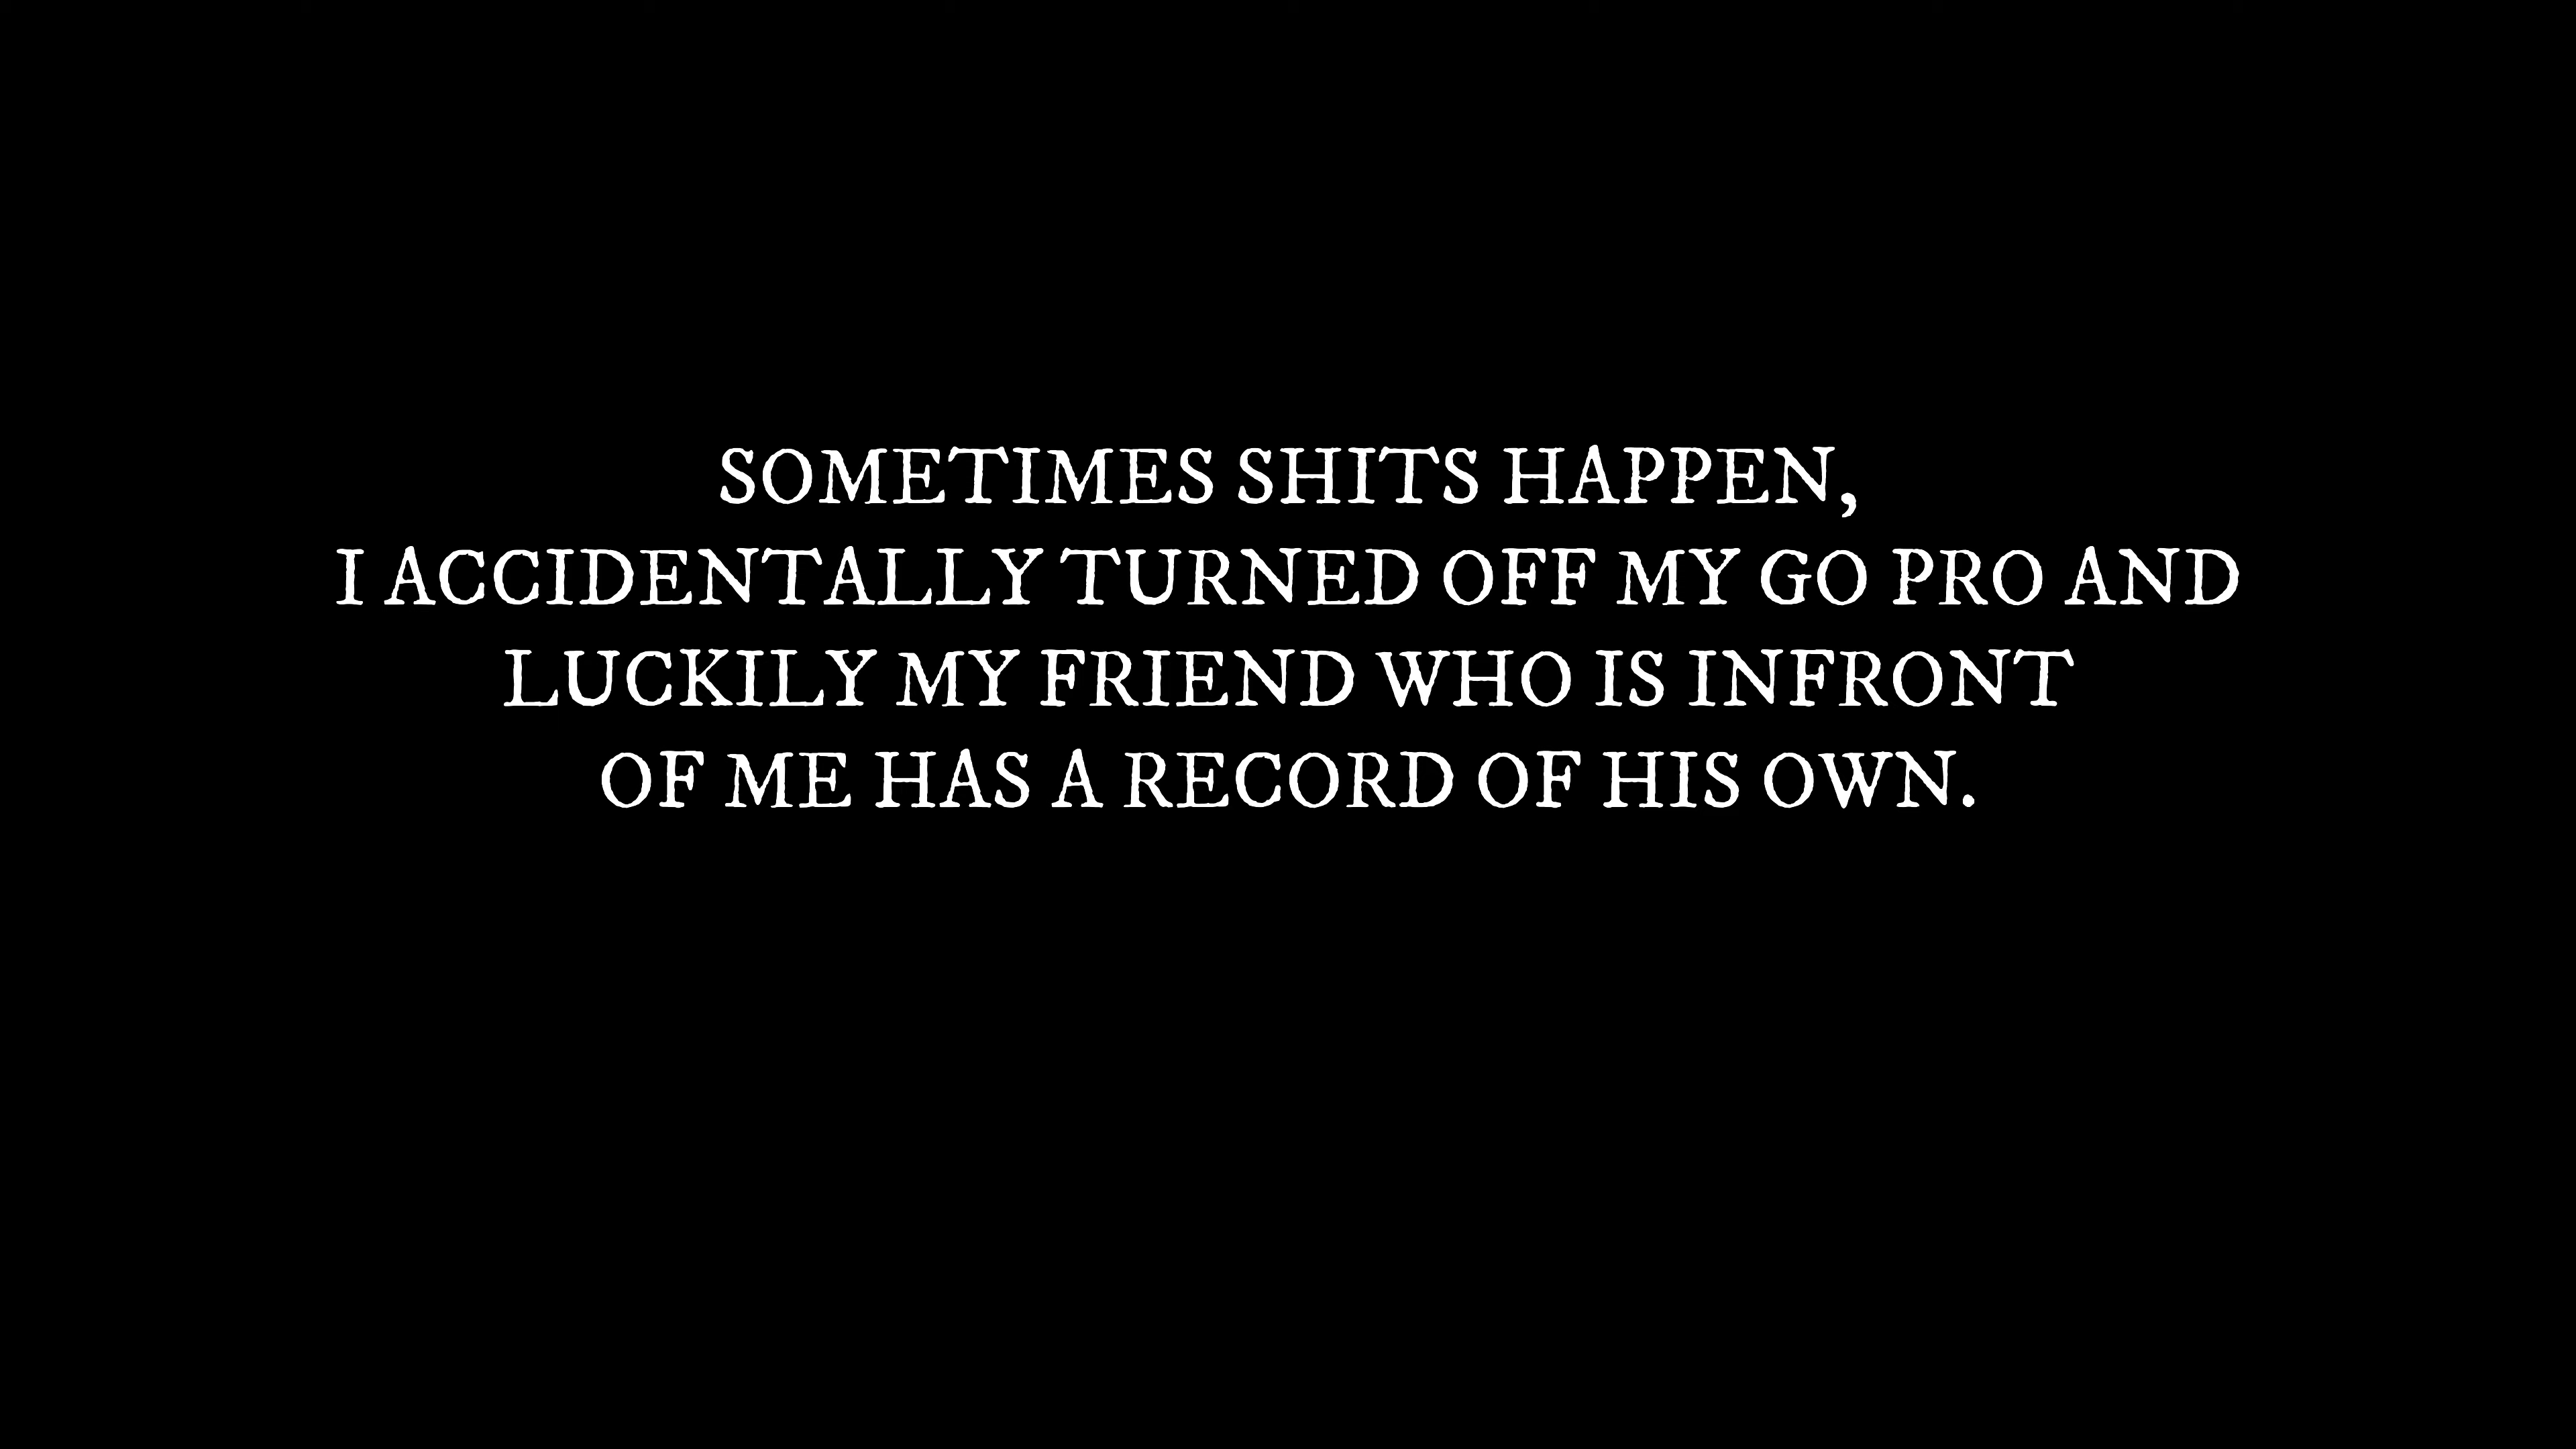 SOMETIMES SHITS HAPPEN,
I ACCIDENTALLY TURNED OFF MY GO PRO AND
LUCKILY MY FRIEND WHO IS INFRONT
OF ME HAS A RECORD OF HIS OWN.